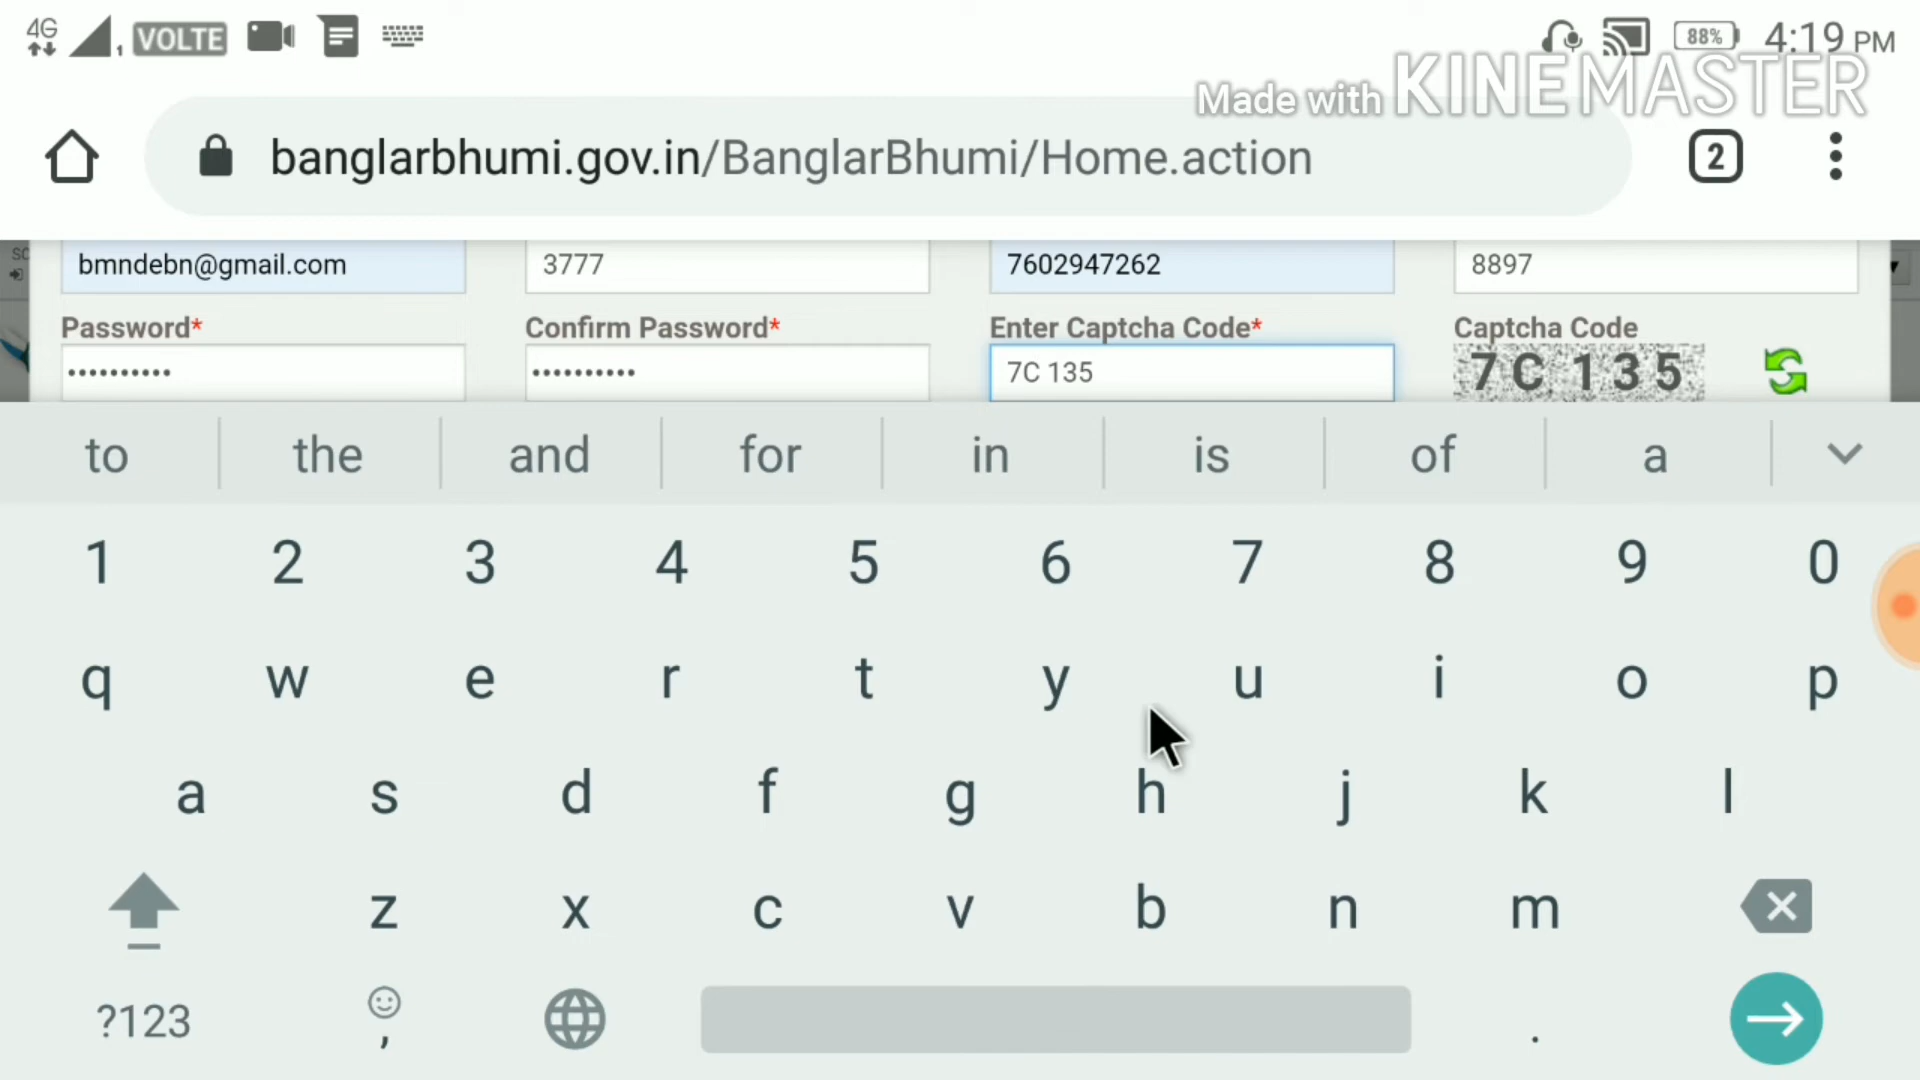 4G 1 VOLTE 88% 4:19 PM
Made with KINEMASTER
banglarbhumi.gov.in/BanglarBhumi/Home.action 2
bmndebn@gmail.com 3777 7602947262 8897
Password* Confirm Password* Enter Captcha Code* Captcha Code
•••••••••• •••••••••• 7C 135 7C 135
to the and for in is of a
1 2 3 4 5 6 7 8 9 0
q w e r t y u i o p
a s d f g h j k l
z x c v b n m
?123 , .